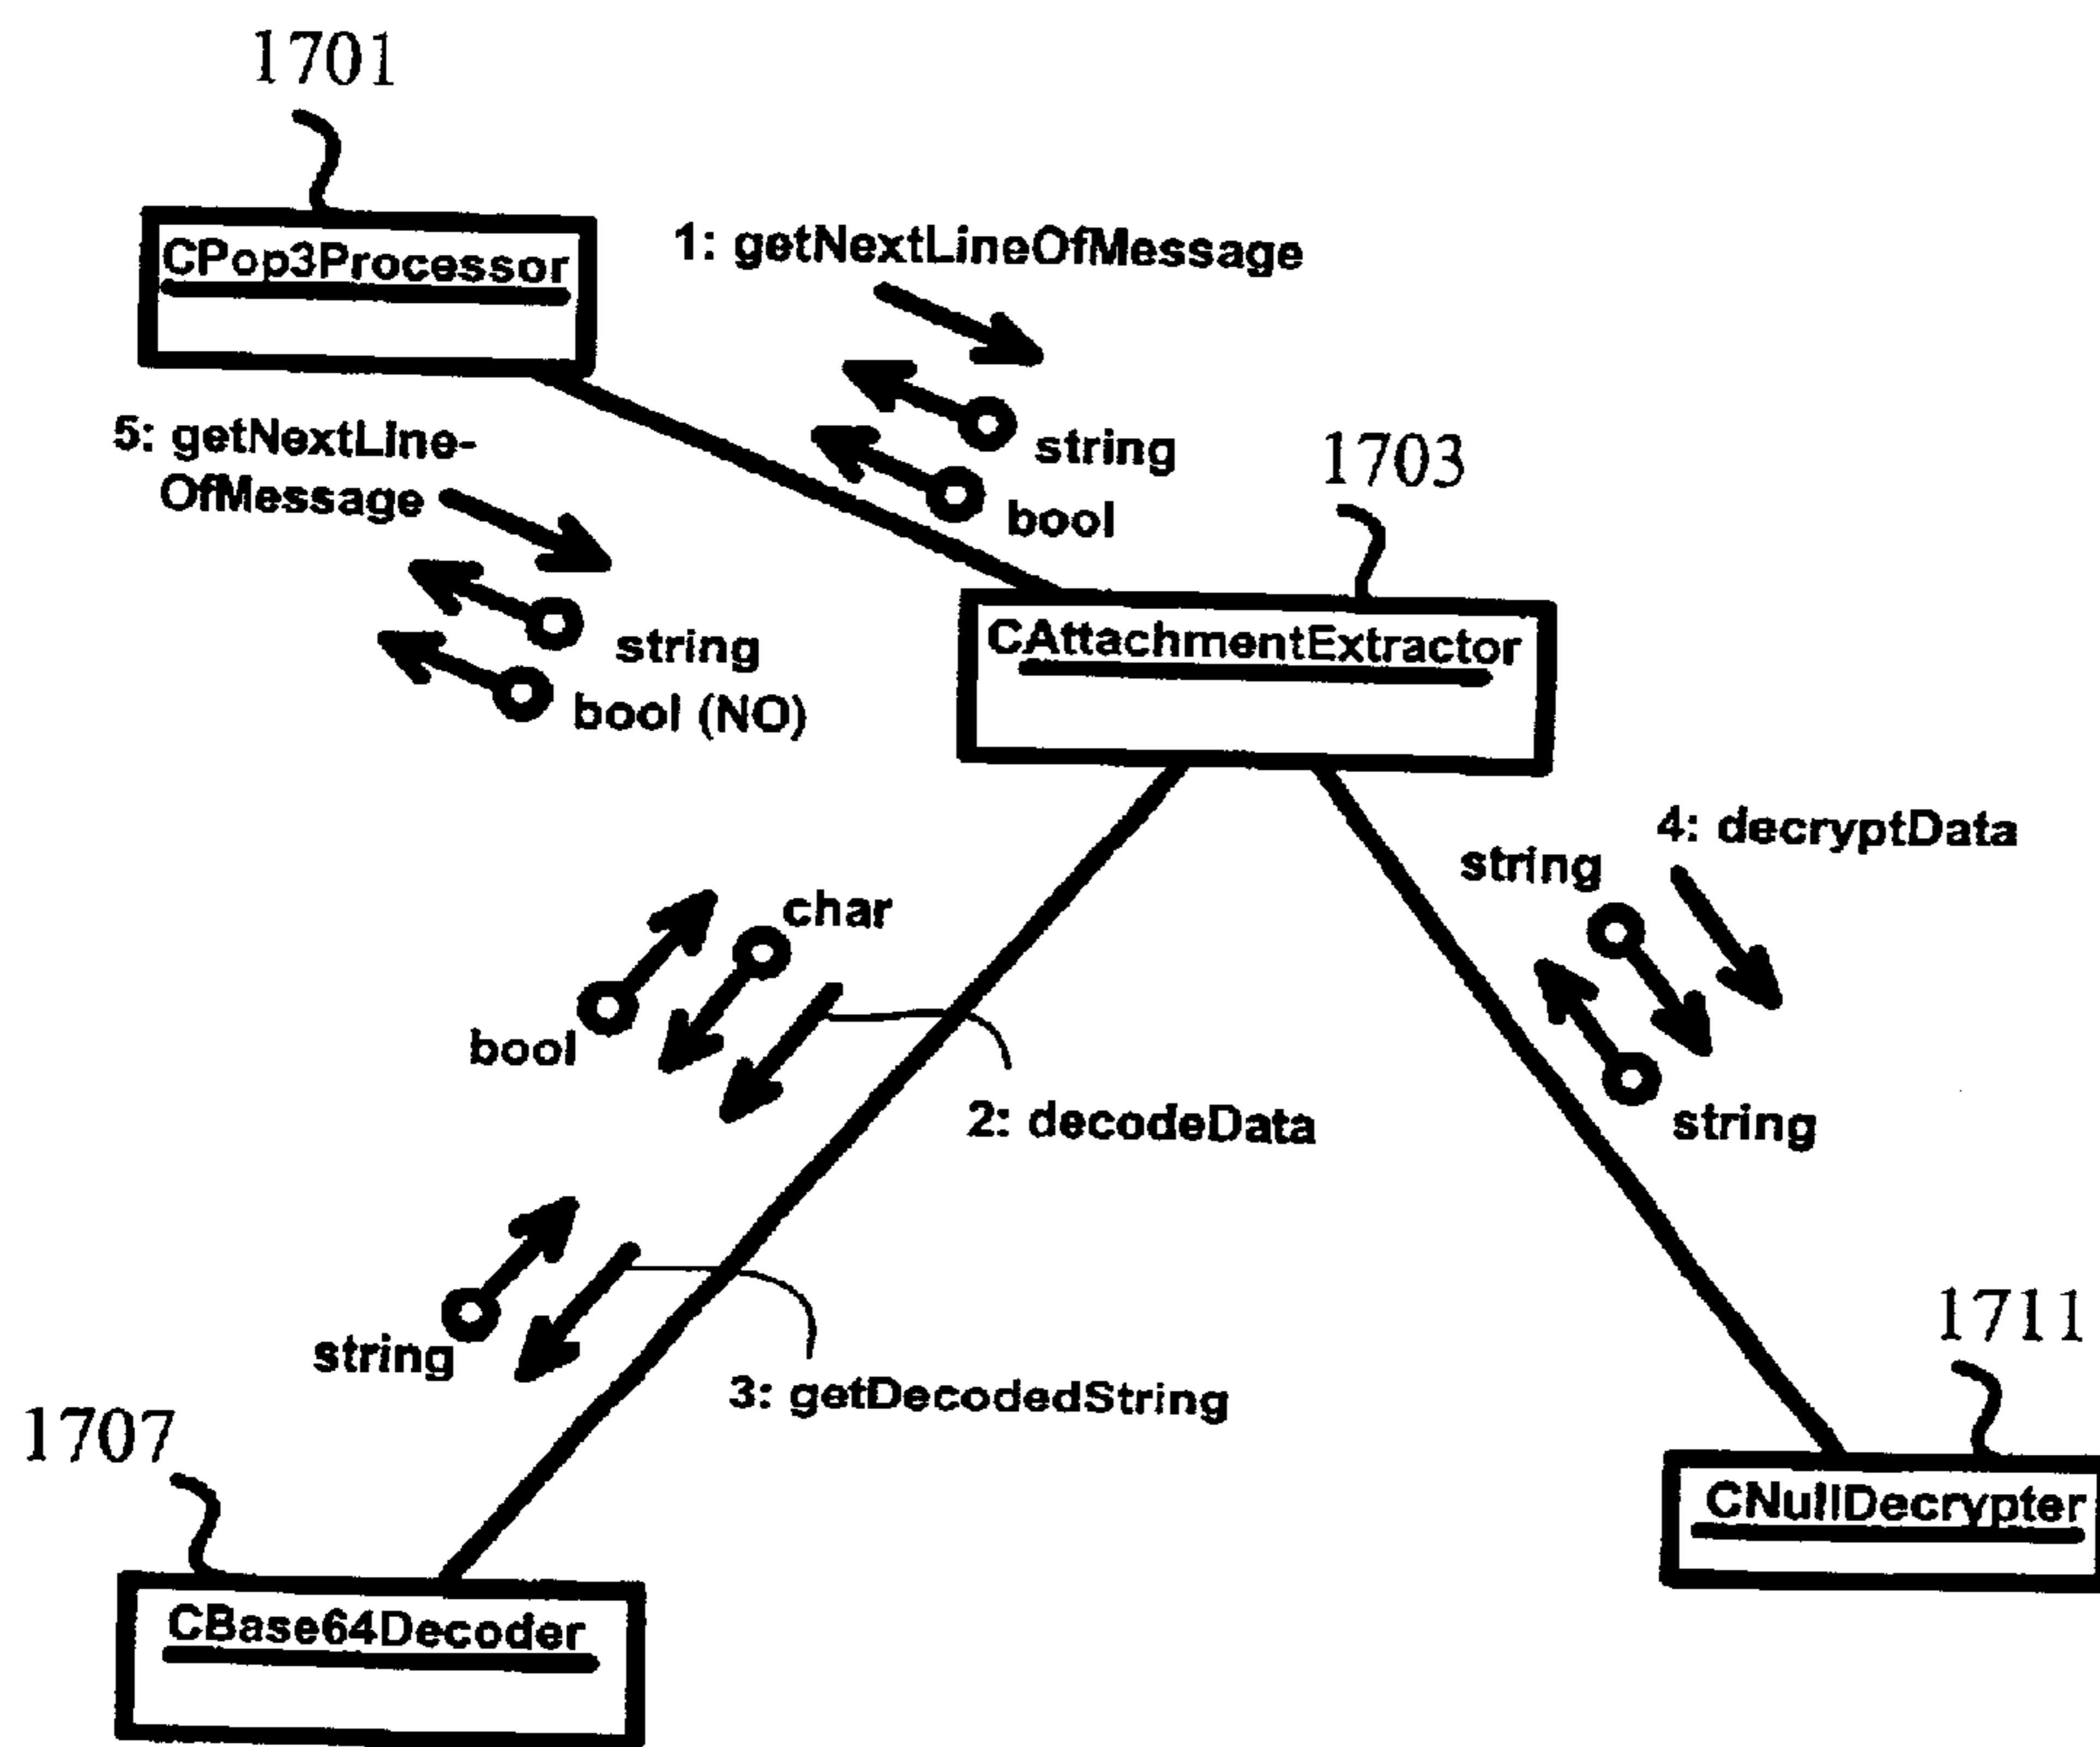 1701
CPop3Processor
1: getNextLineOfMessage
string
bool
5: getNextLine-
OfMessage
string
bool (NO)
1703
CAttachmentExtractor
4: decryptData
string
string
char
bool
2: decodeData
string
3: getDecodedString
1707
CBase64Decoder
1711
CNullDecrypter